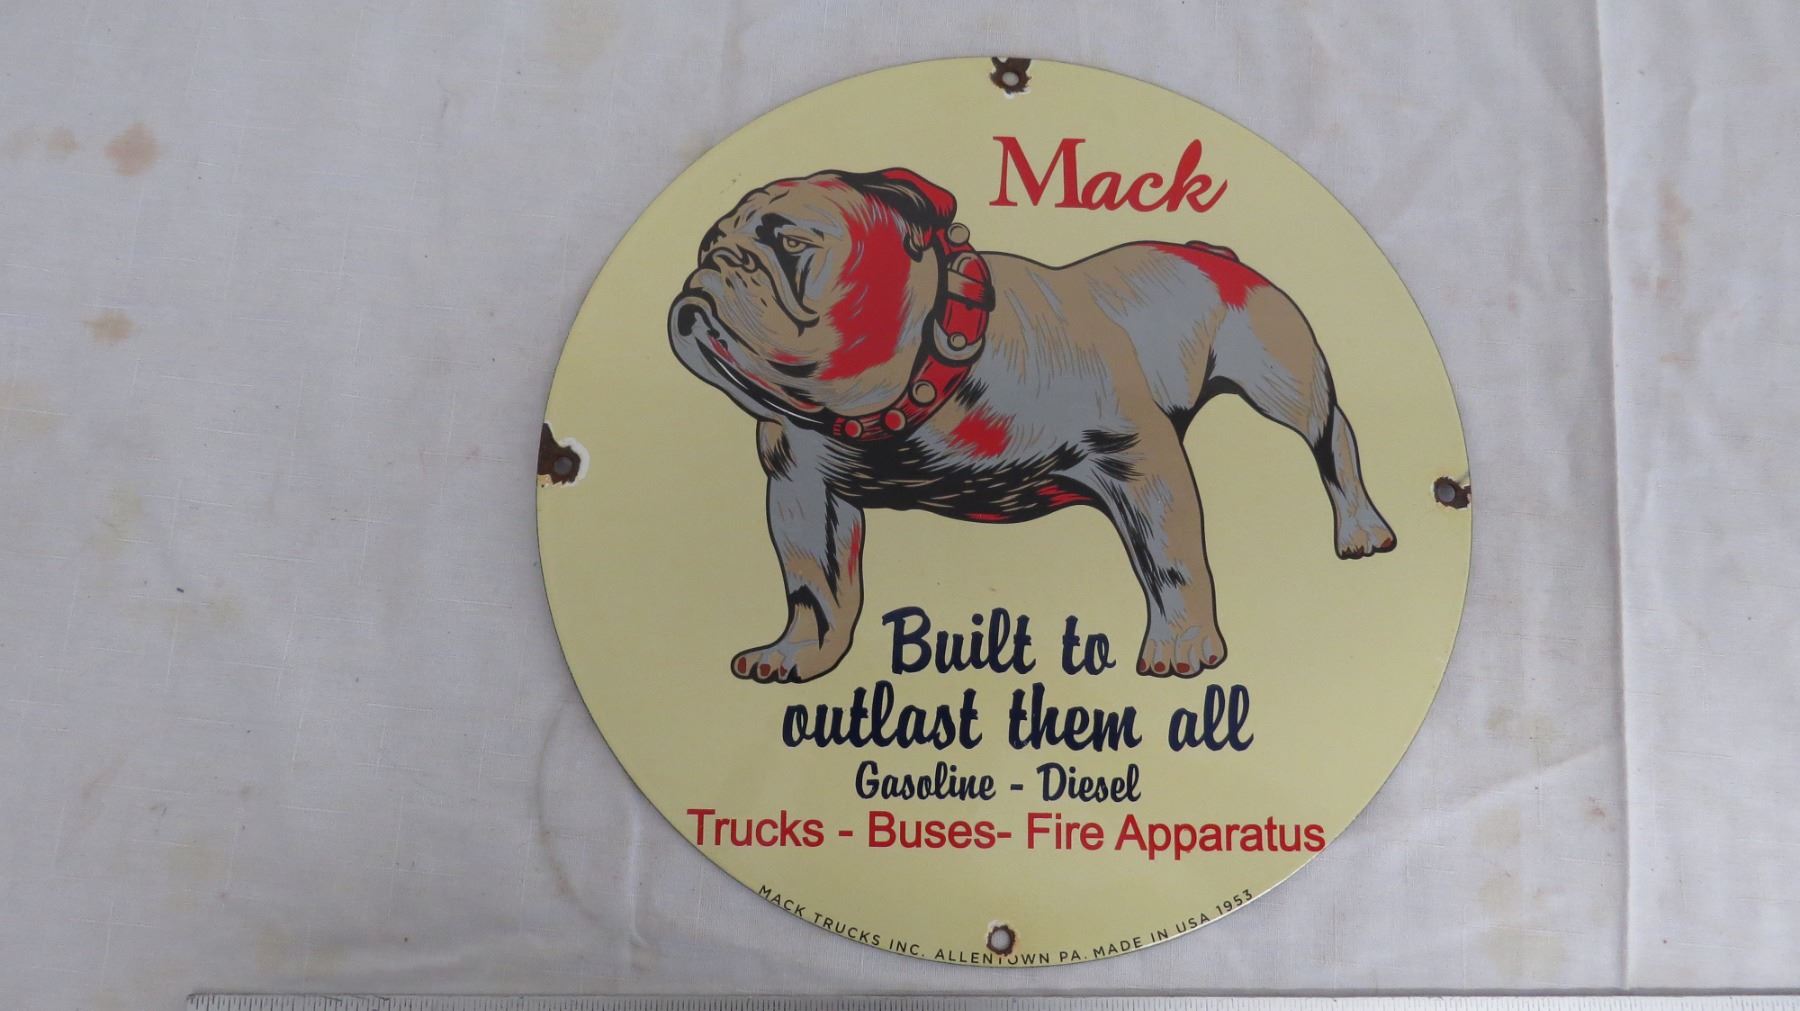 Mack
Built to
outlast them all
Gasoline - Diesel
Trucks - Buses- Fire Apparatus
MACK TRUCKS INC. ALLENTOWN PA. MADE IN USA 1953